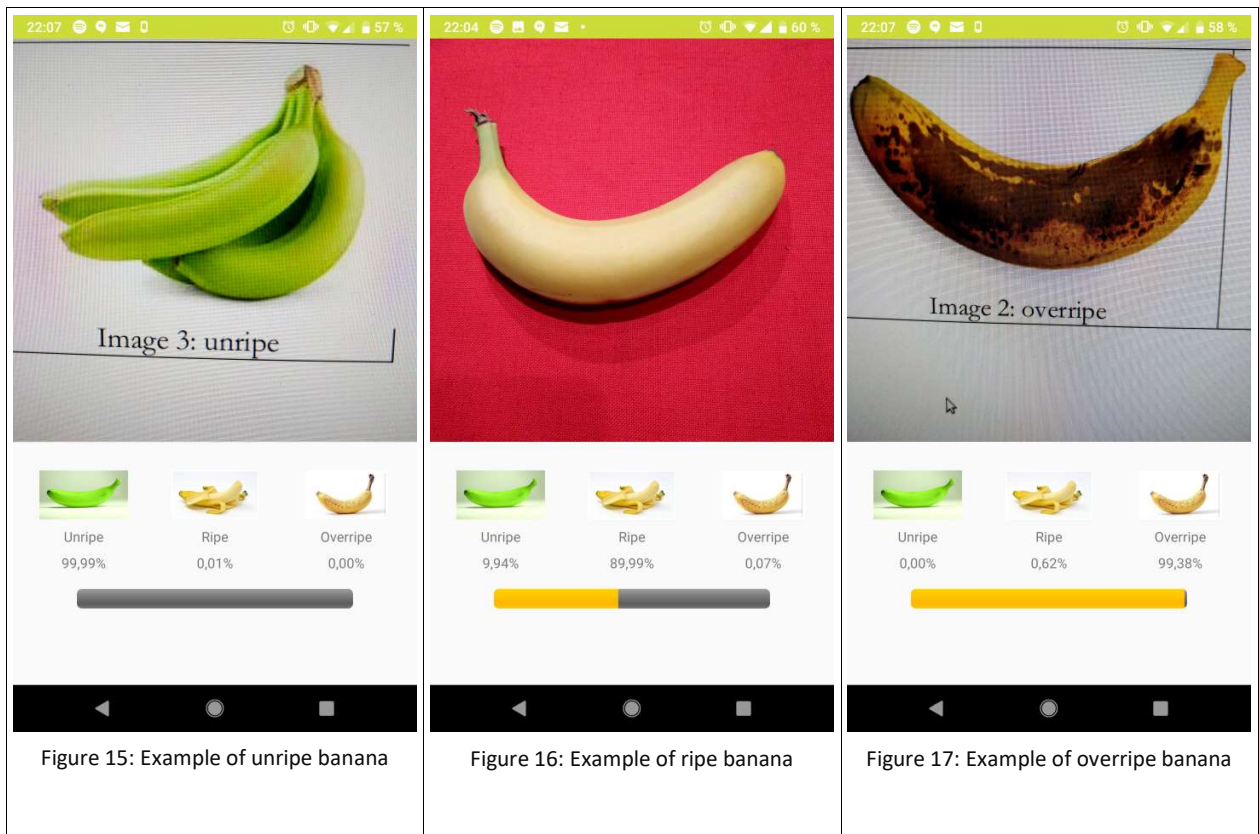 22:07
57 %
Image 3: unripe
Unripe
Ripe
Overripe
99,99%
0,01%
0,00%
Figure 15: Example of unripe banana
22:04
60 %
Unripe
Ripe
Overripe
9,94%
89,99%
0,07%
Figure 16: Example of ripe banana
22:07
58 %
Image 2: overripe
Unripe
Ripe
Overripe
0,00%
0,62%
99,38%
Figure 17: Example of overripe banana